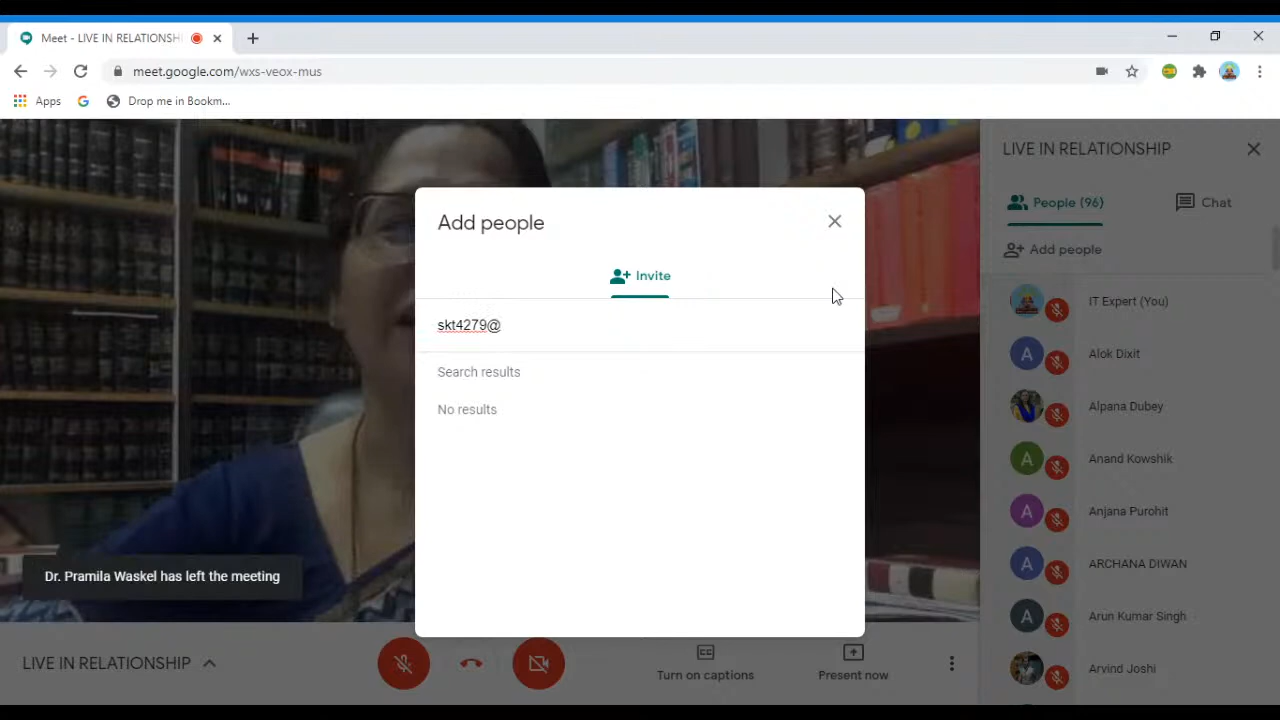 Meet - LIVE IN RELATIONSH
meet.google.com/wxs-veox-mus
Apps
Drop me in Bookm...
LIVE IN RELATIONSHIP
People (96)
Chat
Add people
IT Expert (You)
A Alok Dixit
Alpana Dubey
A Anand Kowshik
A Anjana Purohit
A ARCHANA DIWAN
A Arun Kumar Singh
Arvind Joshi
Add people
Invite
skt4279@
Search results
No results
Dr. Pramila Waskel has left the meeting
LIVE IN RELATIONSHIP
CC
Turn on captions
Present now